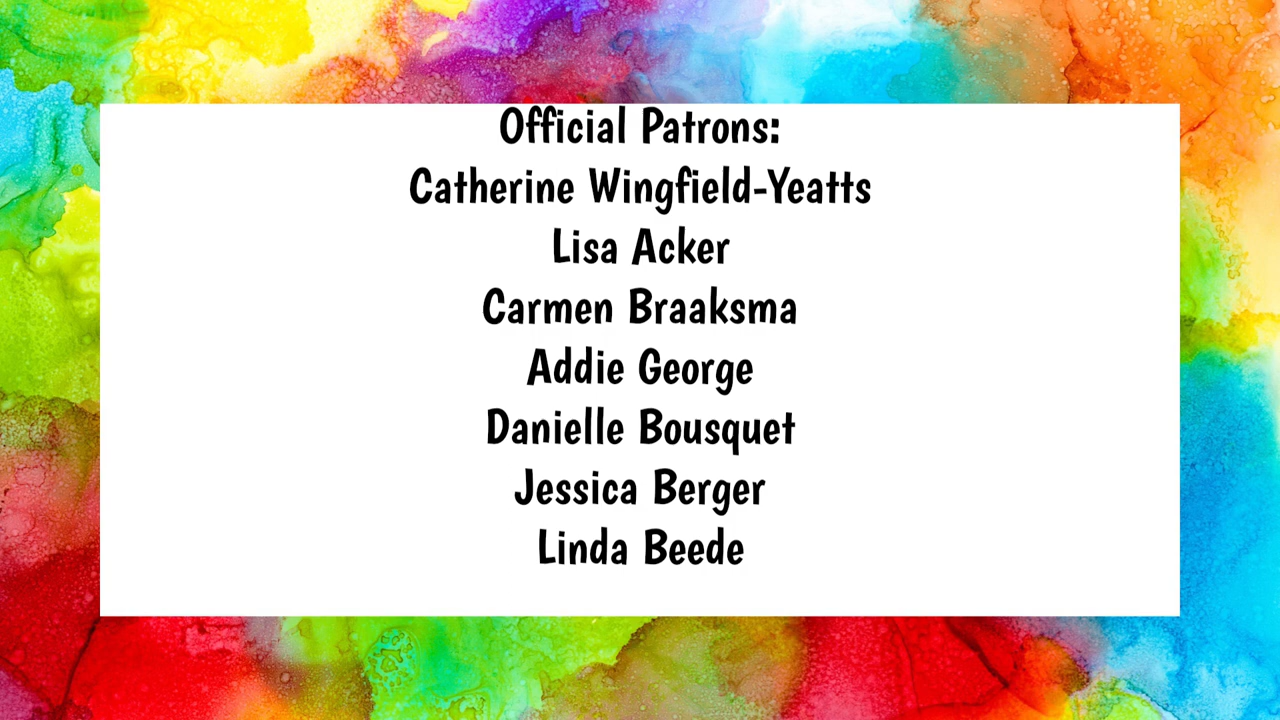 Official Patrons:
Catherine Wingfield-Yeatts
Lisa Acker
Carmen Braaksma
Addie George
Danielle Bousquet
Jessica Berger
Linda Beede